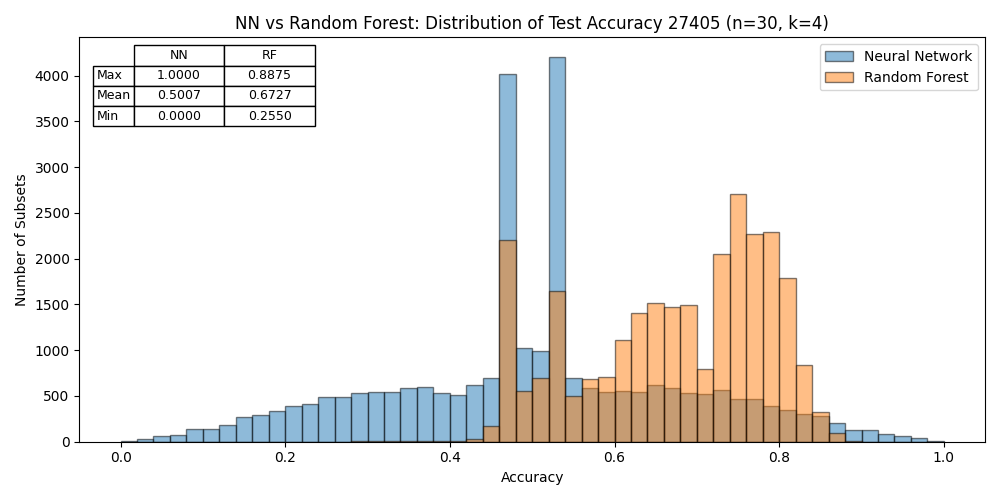 NN vs Random Forest: Distribution of Test Accuracy 27405 (n=30, k=4)
NN RF
Max 1.0000 0.8875
Mean 0.5007 0.6727
Min 0.0000 0.2550
Neural Network
Random Forest
Number of Subsets
4000
3500
3000
2500
2000
1500
1000
500
0
0.0 0.2 0.4 0.6 0.8 1.0
Accuracy